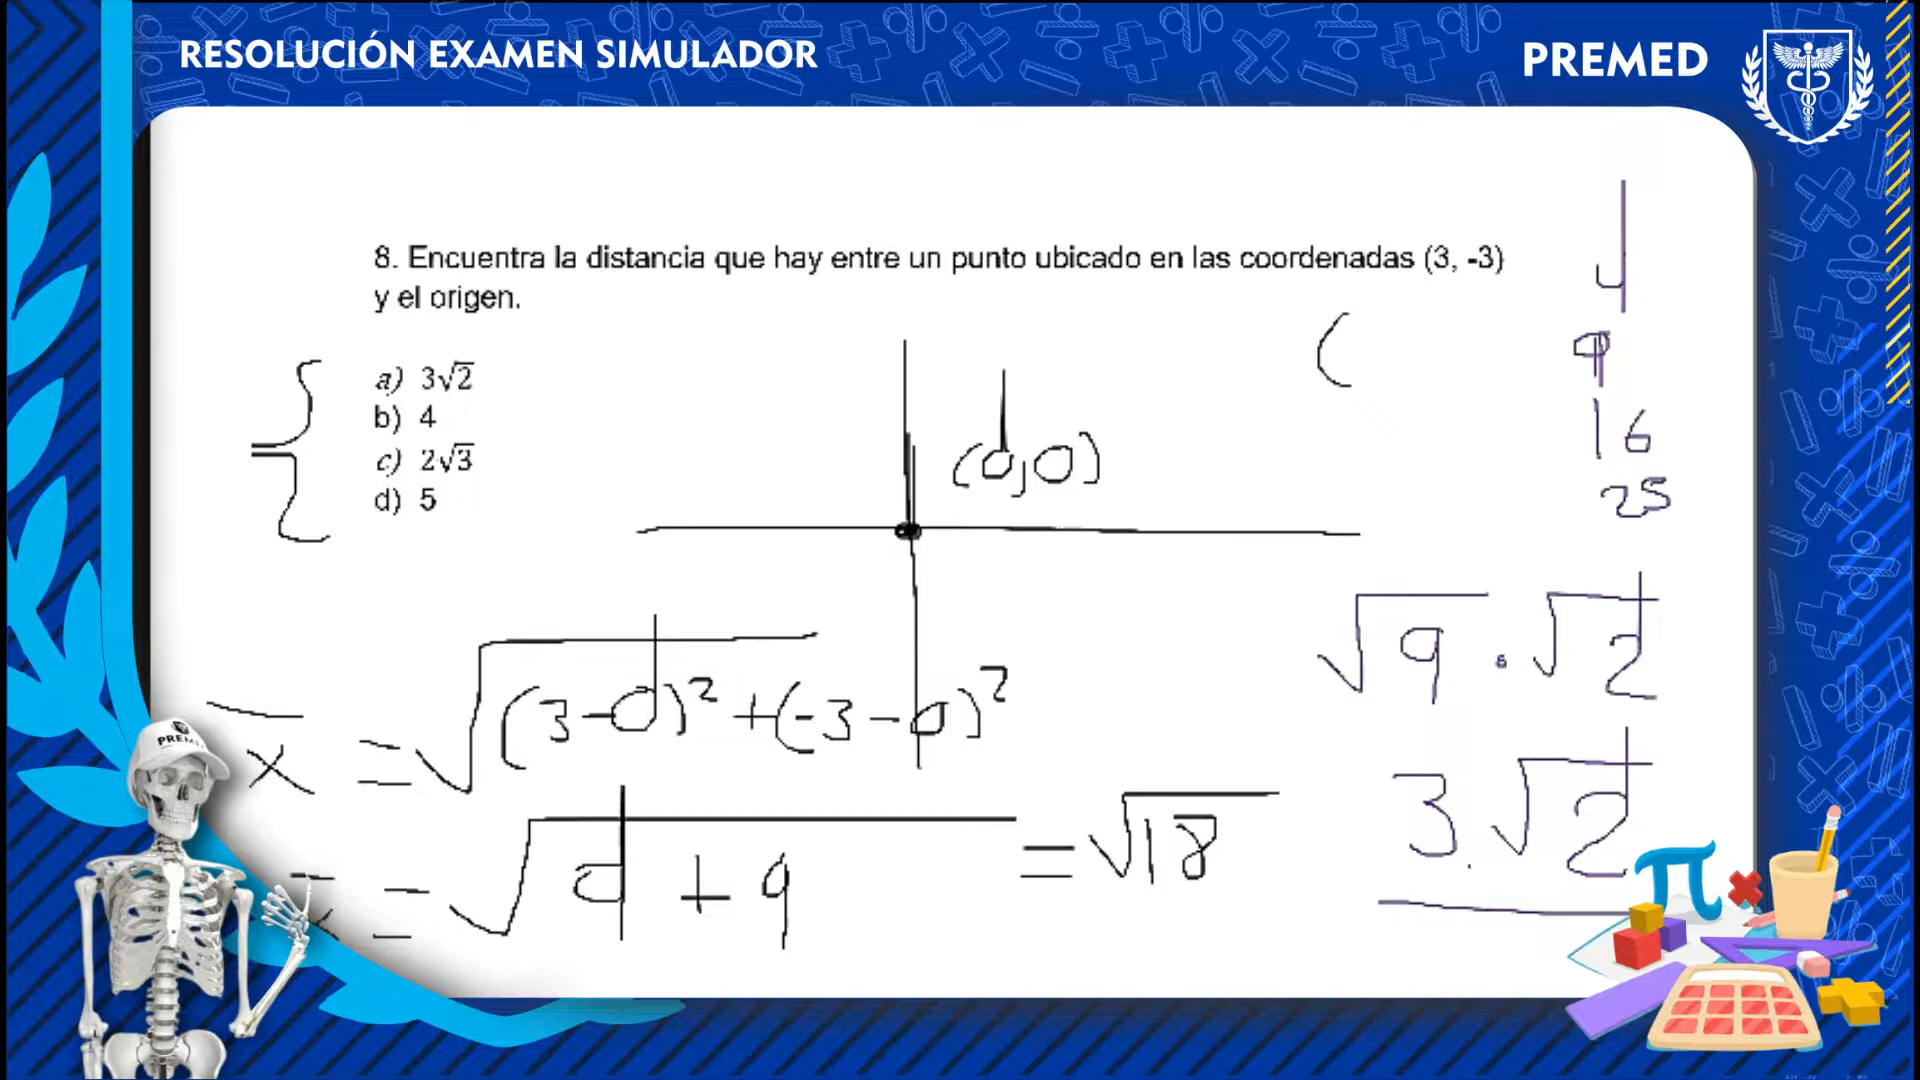 RESOLUCIÓN EXAMEN SIMULADOR
PREMED
8. Encuentra la distancia que hay entre un punto ubicado en las coordenadas (3, -3)
y el origen.
a) 3√2
b) 4
c) 2√3
d) 5
(0,0)
(
4
9
16
25
x = √(3-0)² + (-3-0)²
= √9 + 9 = √18
√9 · √2
3 . √2
PREMED
π